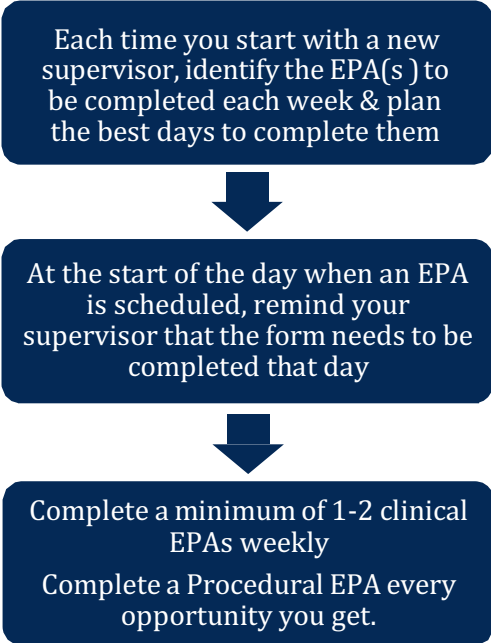 Each time you start with a new
supervisor, identify the EPA(s ) to
be completed each week & plan
the best days to complete them
At the start of the day when an EPA
is scheduled, remind your
supervisor that the form needs to be
completed that day
Complete a minimum of 1-2 clinical
EPAs weekly
Complete a Procedural EPA every
opportunity you get.